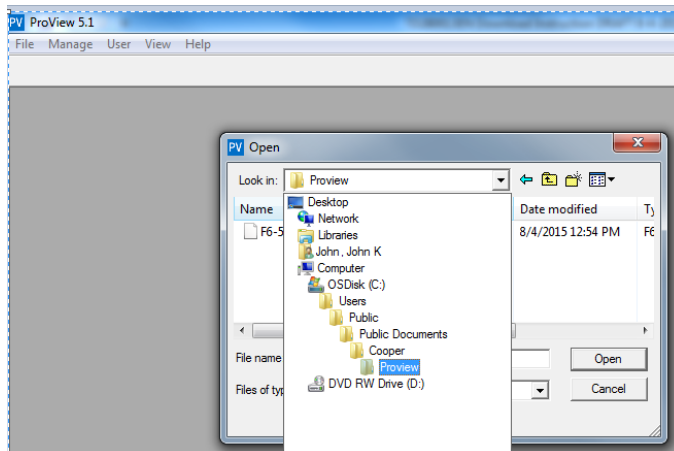 PV ProView 5.1
File Manage User View Help
PV Open
Look in: Proview
Name Date modified Ty
F6-5 8/4/2015 12:54 PM F6
Desktop
Network
Libraries
John , John K
Computer
OSDisk (C:)
Users
Public
Public Documents
Cooper
Proview
DVD RW Drive (D:)
File name Open
Files of typ Cancel